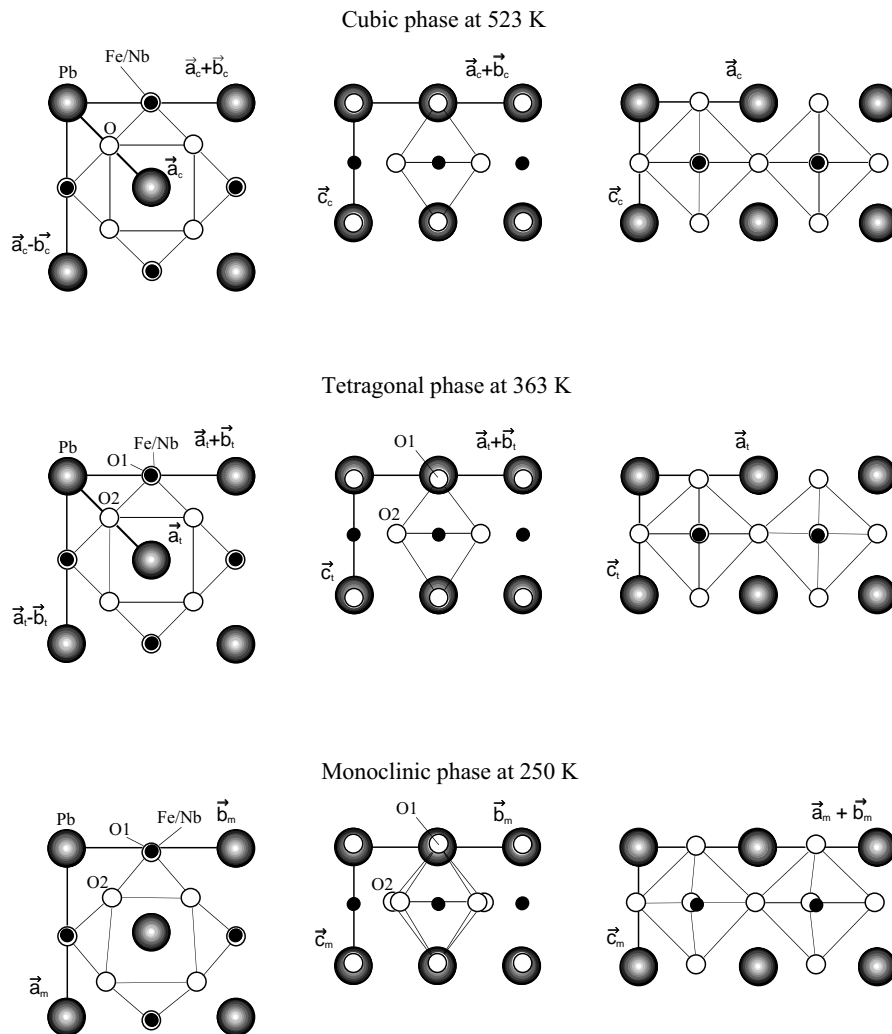 Cubic phase at 523 K
Fe/Nb
Pb
a⃗c+b⃗c
O
a⃗c
a⃗c-b⃗c
a⃗c+b⃗c
c⃗c
a⃗c
c⃗c
Tetragonal phase at 363 K
Fe/Nb
Pb
O1
a⃗t+b⃗t
O2
a⃗t
a⃗t-b⃗t
O1
a⃗t+b⃗t
O2
c⃗t
a⃗t
c⃗t
Monoclinic phase at 250 K
Pb
O1
Fe/Nb
b⃗m
O2
a⃗m
O1
b⃗m
O2
c⃗m
a⃗m + b⃗m
c⃗m